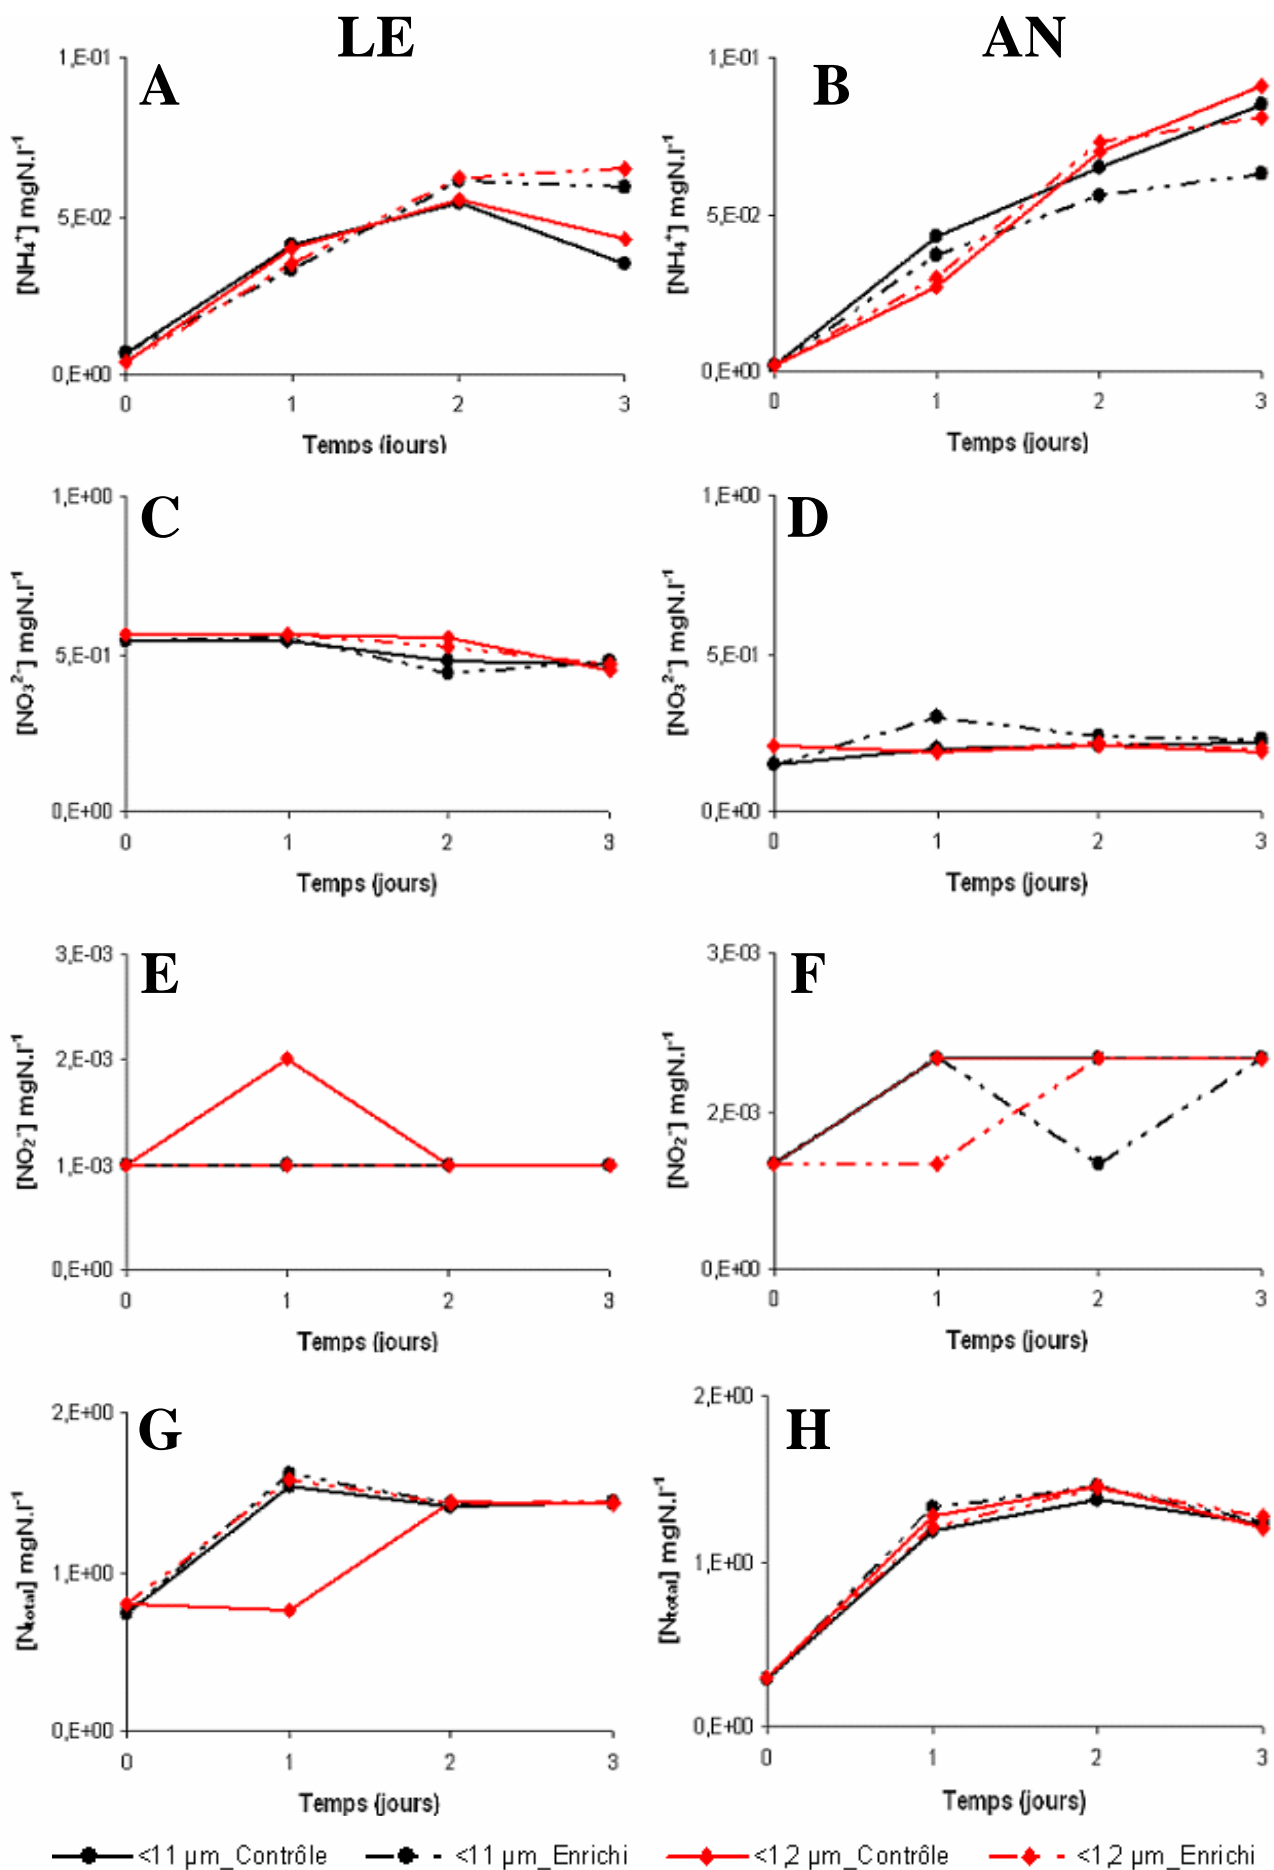 LE
AN
A
1,E-01
5,E-02
0,E+00
[NH₄⁺] mgN.l⁻¹
0 1 2 3
Temps (jours)
B
1,E-01
5,E-02
0,E+00
[NH₄⁺] mgN.l⁻¹
0 1 2 3
Temps (jours)
C
1,E+00
5,E-01
0,E+00
[NO₃²⁻] mgN.l⁻¹
0 1 2 3
Temps (jours)
D
1,E+00
5,E-01
0,E+00
[NO₃²⁻] mgN.l⁻¹
0 1 2 3
Temps (jours)
E
3,E-03
2,E-03
1,E-03
0,E+00
[NO₂⁻] mgN.l⁻¹
0 1 2 3
Temps (jours)
F
3,E-03
2,E-03
0,E+00
[NO₂⁻] mgN.l⁻¹
0 1 2 3
Temps (jours)
G
2,E+00
1,E+00
0,E+00
[Ntotal] mgN.l⁻¹
0 1 2 3
Temps (jours)
H
2,E+00
1,E+00
0,E+00
[Ntotal] mgN.l⁻¹
0 1 2 3
Temps (jours)
<11 µm_Contrôle <11 µm_Enrichi <1,2 µm_Contrôle <1,2 µm_Enrichi